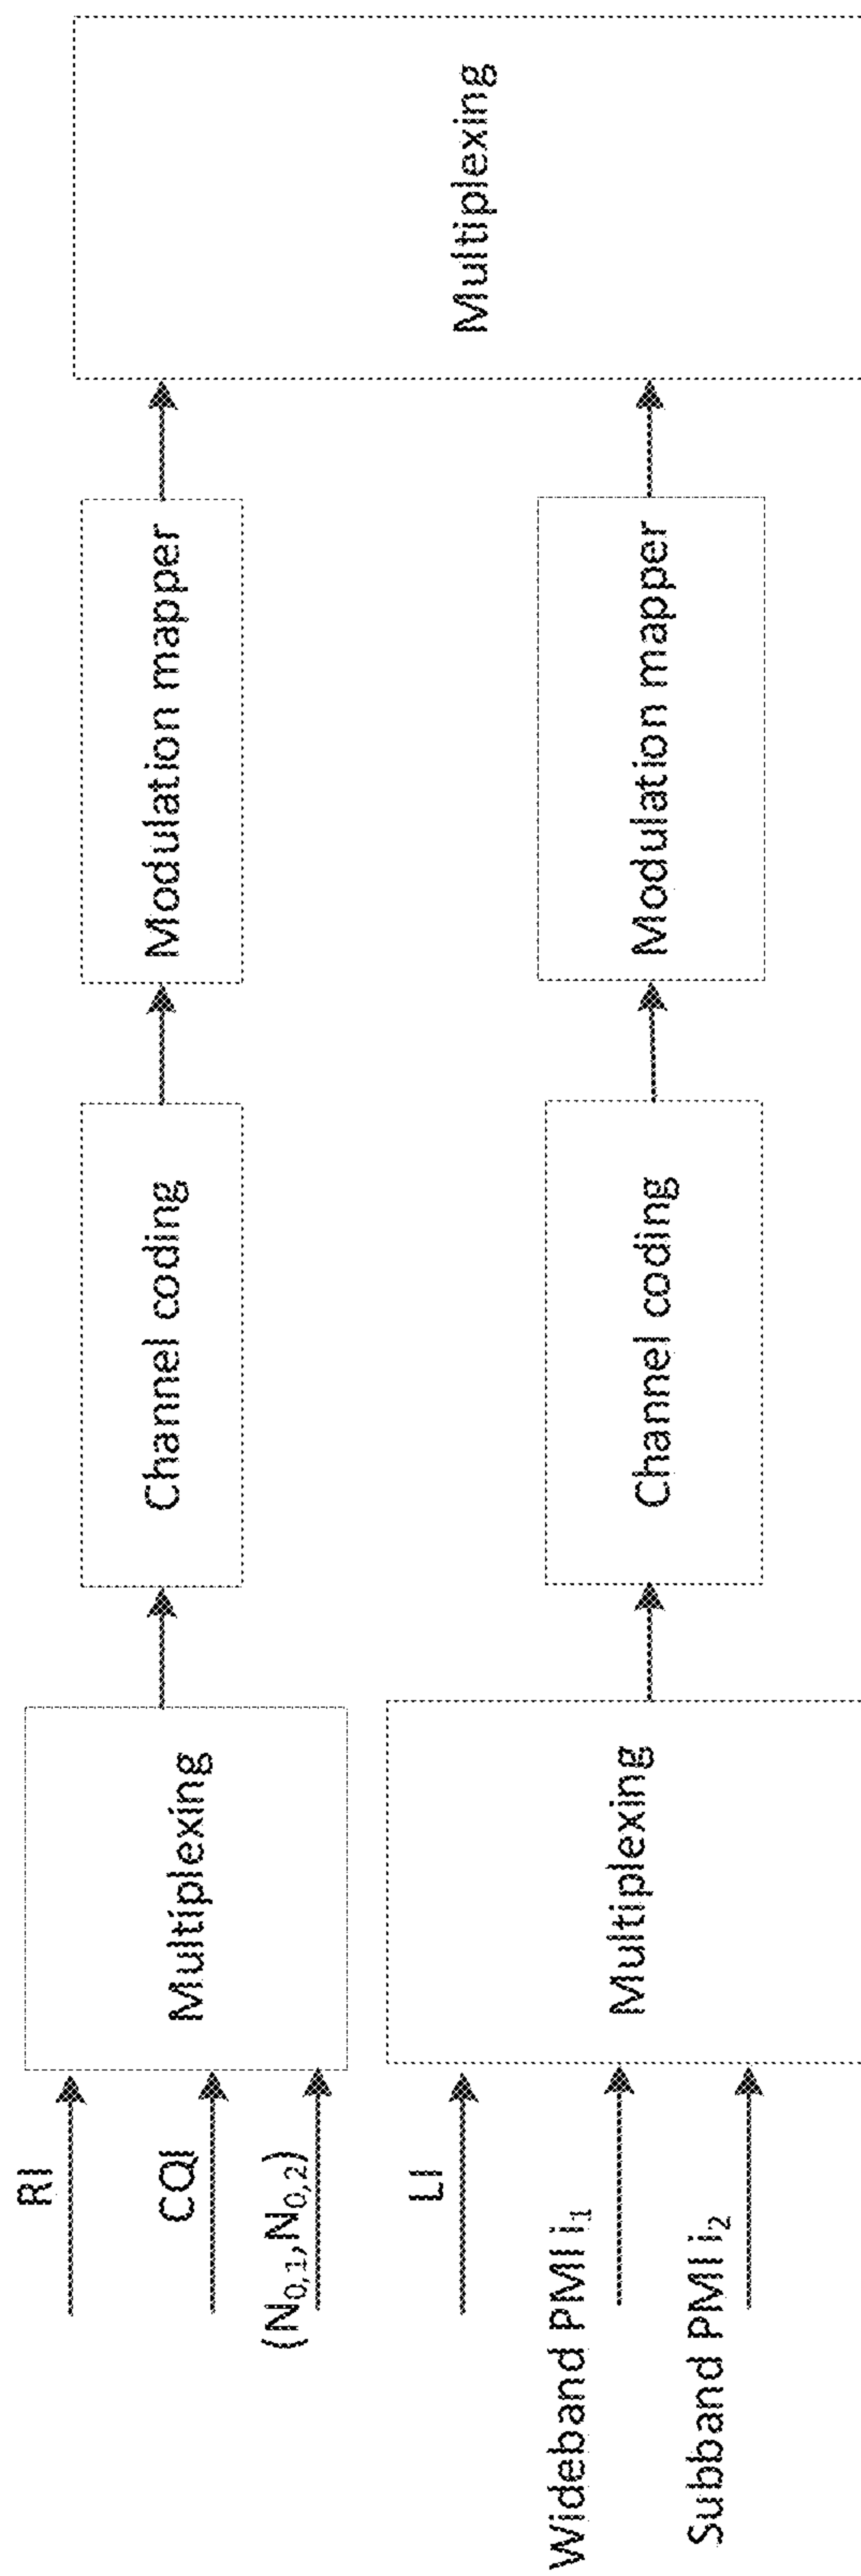 RI
CQI
(N₀,₁,N₀,₂)
Multiplexing
Channel coding
Modulation mapper
LI
Wideband PMI i₁
Subband PMI i₂
Multiplexing
Channel coding
Modulation mapper
Multiplexing